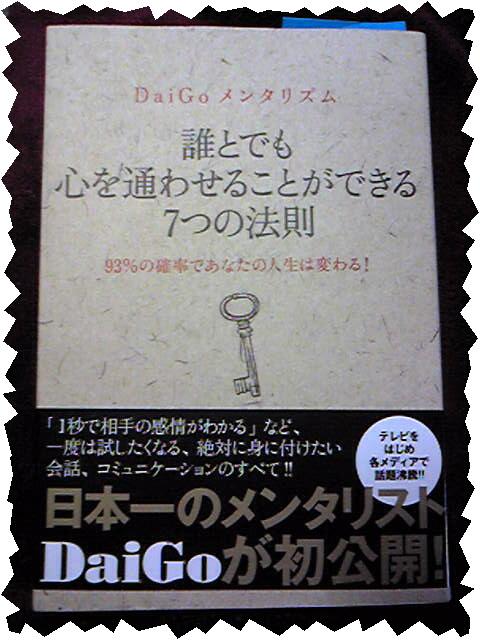 DaiGo メンタリズム
誰とでも
心を通わせることができる
7つの法則
93%の確率であなたの人生は変わる!
「1秒で相手の感情がわかる」など、
一度は試したくなる、絶対に身に付けたい
会話、コミュニケーションのすべて!!
テレビを
はじめ
各メディアで
話題沸騰!!
日本一のメンタリスト
DaiGoが初公開!